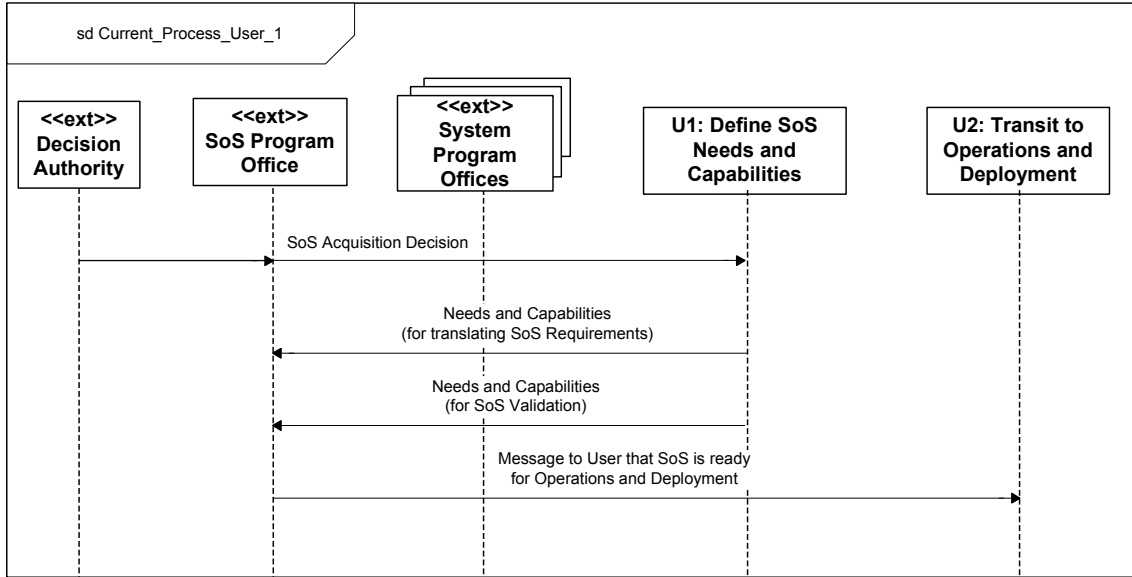 sd Current_Process_User_1
<<ext>>
Decision
Authority
<<ext>>
SoS Program
Office
<<ext>>
System
Program
Offices
U1: Define SoS
Needs and
Capabilities
U2: Transit to
Operations and
Deployment
SoS Acquisition Decision
Needs and Capabilities
(for translating SoS Requirements)
Needs and Capabilities
(for SoS Validation)
Message to User that SoS is ready
for Operations and Deployment